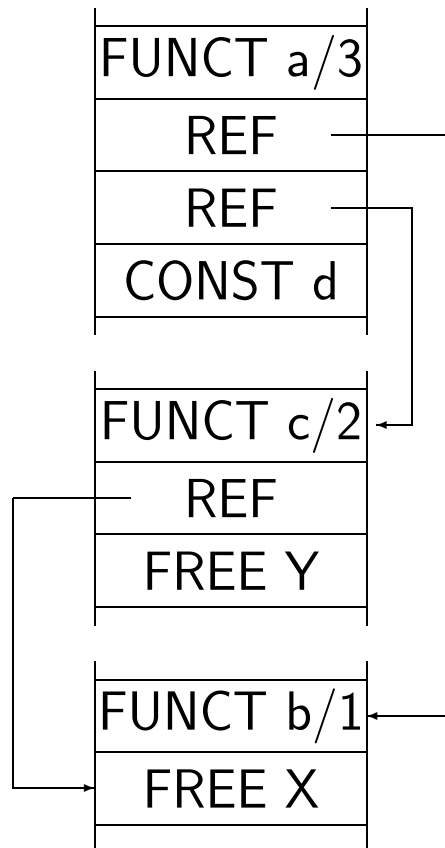 FUNCT a/3
REF
REF
CONST d
FUNCT c/2
REF
FREE Y
FUNCT b/1
FREE X